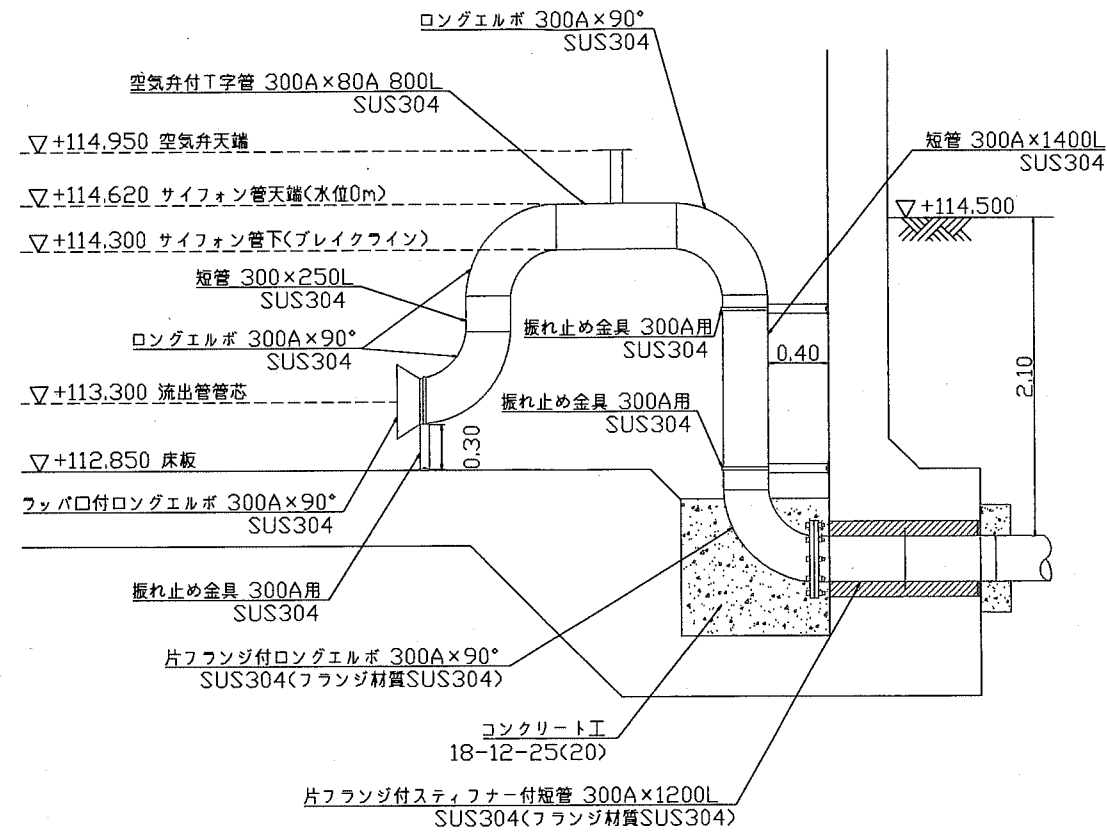 ロングエルボ 300A×90°
SUS304
空気弁付T字管 300A×80A 800L
SUS304
▽+114.950 空気弁天端
短管 300A×1400L
SUS304
▽+114.620 サイフォン管天端(水位0m)
▽+114.500
▽+114.300 サイフォン管下(ブレイクライン)
短管 300×250L
SUS304
振れ止め金具 300A用
SUS304
ロングエルボ 300A×90°
SUS304
0.40
2.10
▽+113.300 流出管管芯
振れ止め金具 300A用
SUS304
0.30
▽+112.850 床板
ラッパ口付ロングエルボ 300A×90°
SUS304
振れ止め金具 300A用
SUS304
片フランジ付ロングエルボ 300A×90°
SUS304(フランジ材質SUS304)
コンクリート工
18-12-25(20)
片フランジ付スティフナー付短管 300A×1200L
SUS304(フランジ材質SUS304)